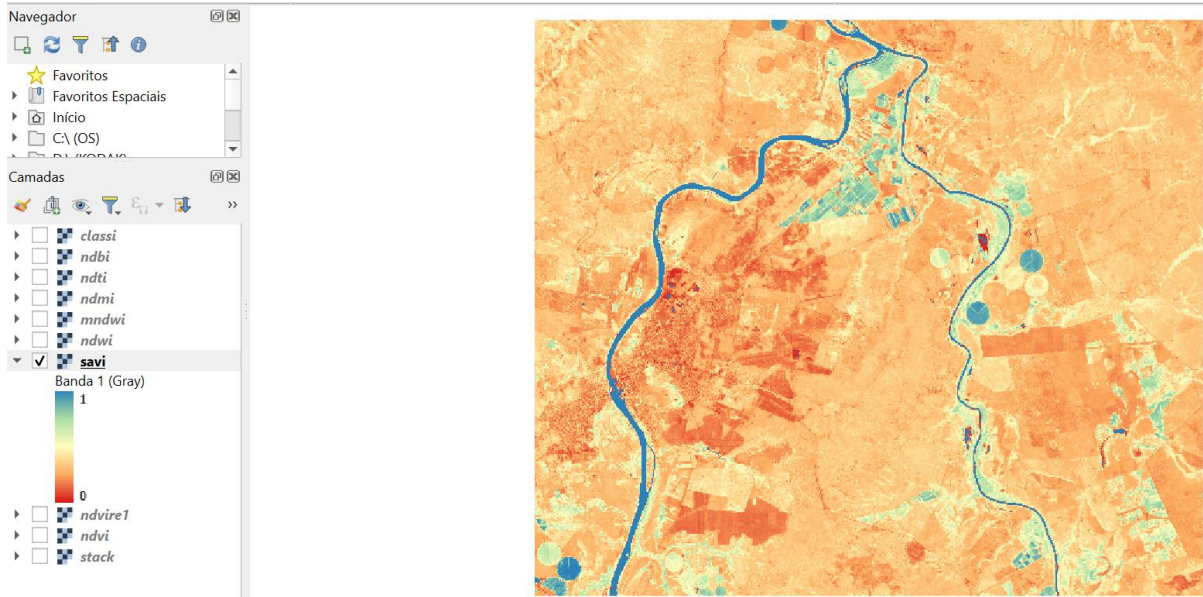 Navegador
Favoritos
Favoritos Espaciais
Início
C:\ (OS)
Camadas
classi
ndbi
ndti
ndmi
mndwi
ndwi
savi
Banda 1 (Gray)
1
0
ndvire1
ndvi
stack